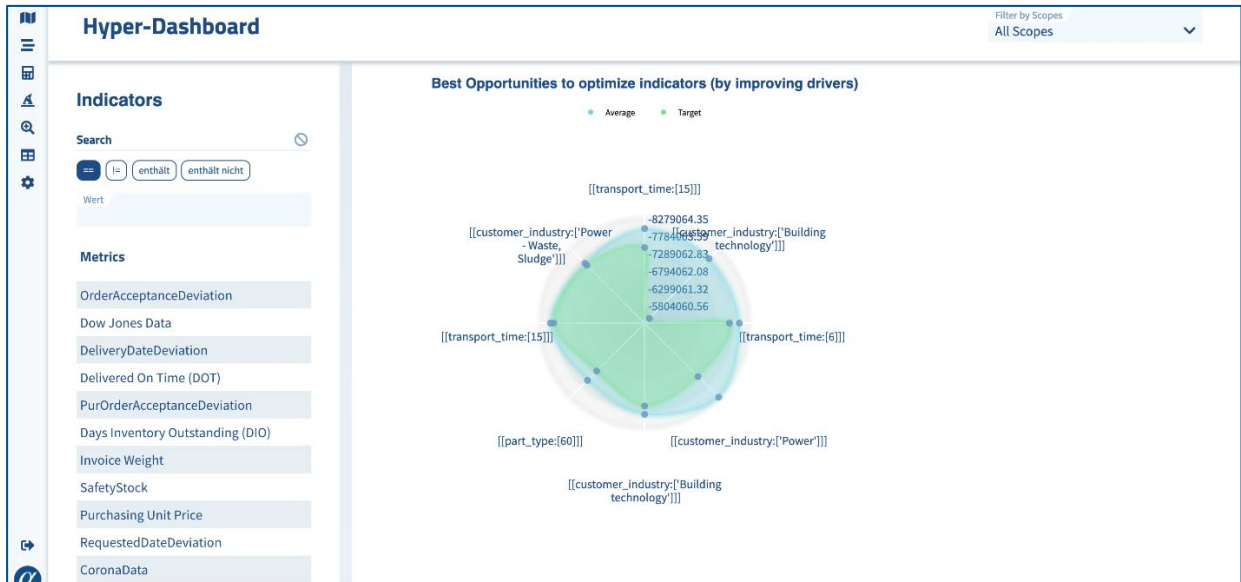 Hyper-Dashboard
Filter by Scopes
All Scopes
Indicators
Search
==
!=
enthält
enthält nicht
Wert
Metrics
OrderAcceptanceDeviation
Dow Jones Data
DeliveryDateDeviation
Delivered On Time (DOT)
PurOrderAcceptanceDeviation
Days Inventory Outstanding (DIO)
Invoice Weight
SafetyStock
Purchasing Unit Price
RequestedDateDeviation
CoronaData
Best Opportunities to optimize indicators (by improving drivers)
Average
Target
[[transport_time:[15]]]
-8279064.35
[[customer_industry:['Power
- Waste,
Sludge']]]
[[customer_industry:['Building
technology']]]
-7289062.83
-6794062.08
-6299061.32
-5804060.56
[[transport_time:[15]]]
[[transport_time:[6]]]
[[part_type:[60]]]
[[customer_industry:['Power']]]
[[customer_industry:['Building
technology']]]